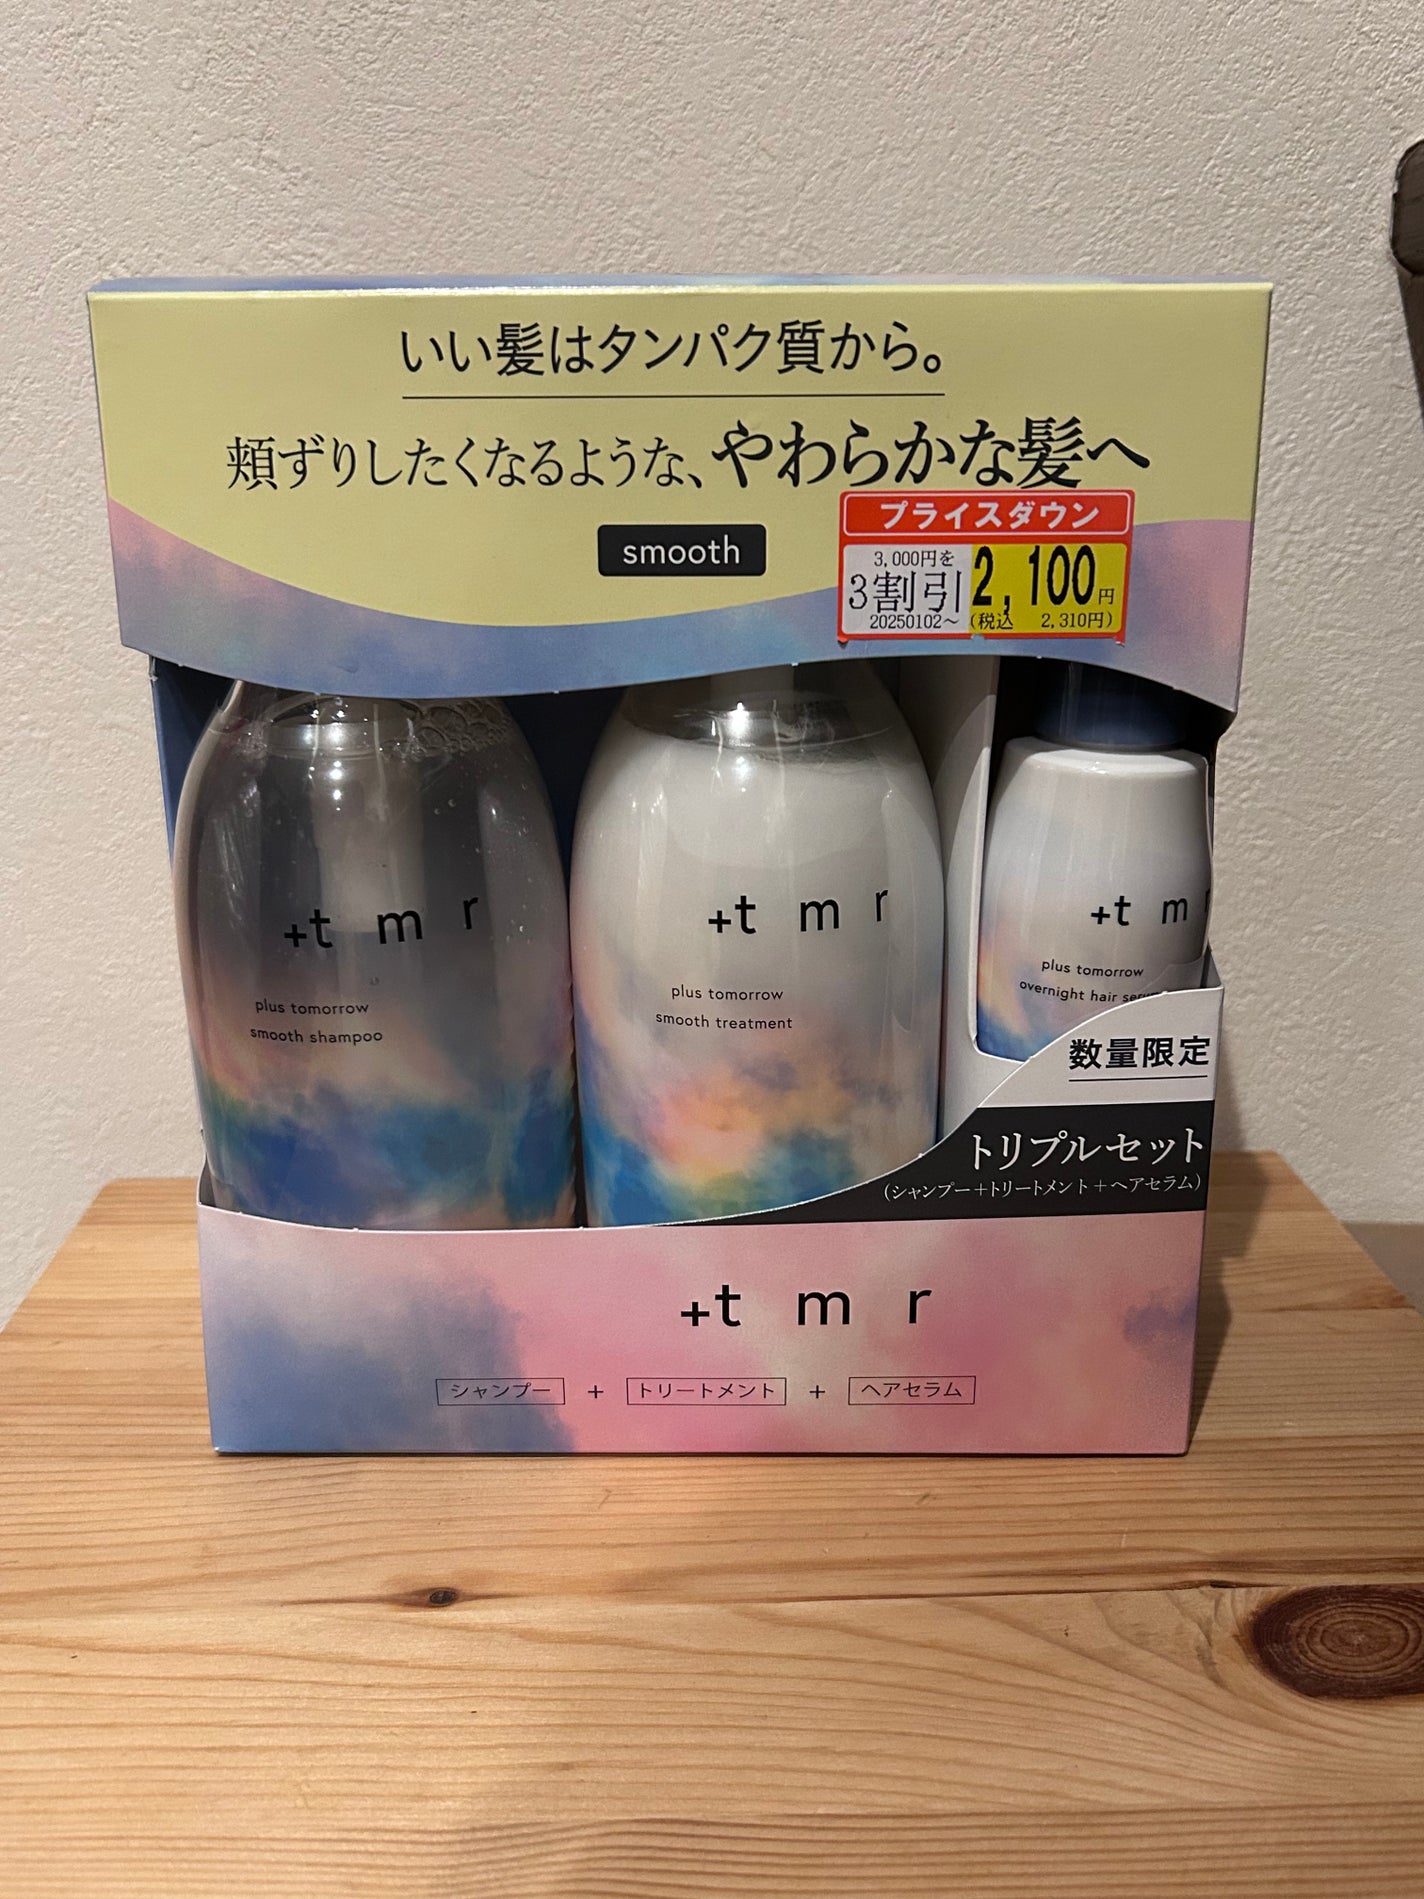 いい髪はタンパク質から。
頬ずりしたくなるような、やわらかな髪へ
smooth
プライスダウン
3,000円を
3割引
20250102～
2,100円
(税込 2,310円)
+t m r
plus tomorrow
smooth shampoo
+t m r
plus tomorrow
smooth treatment
+t m
plus tomorrow
overnight hair
数量限定
トリプルセット
(シャンプー+トリートメント+ヘアセラム)
+t m r
シャンプー + トリートメント + ヘアセラム